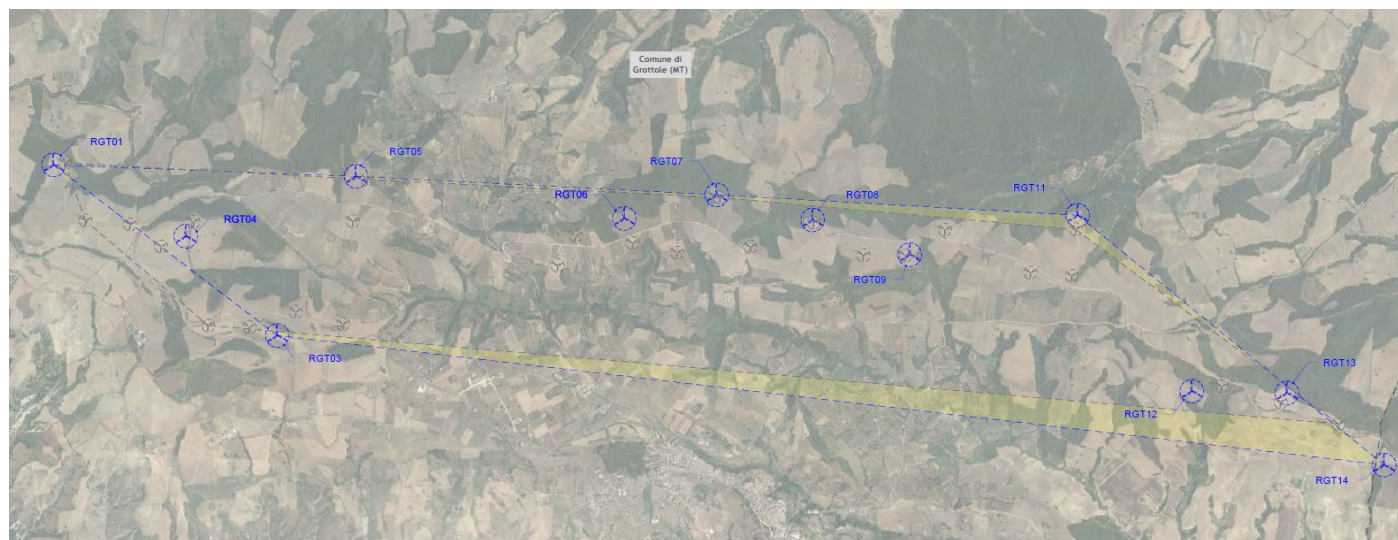 Comune di
Grottole (MT)
RGT01
RGT05
RGT07
RGT06
RGT08
RGT11
RGT04
RGT09
RGT03
RGT13
RGT12
RGT14